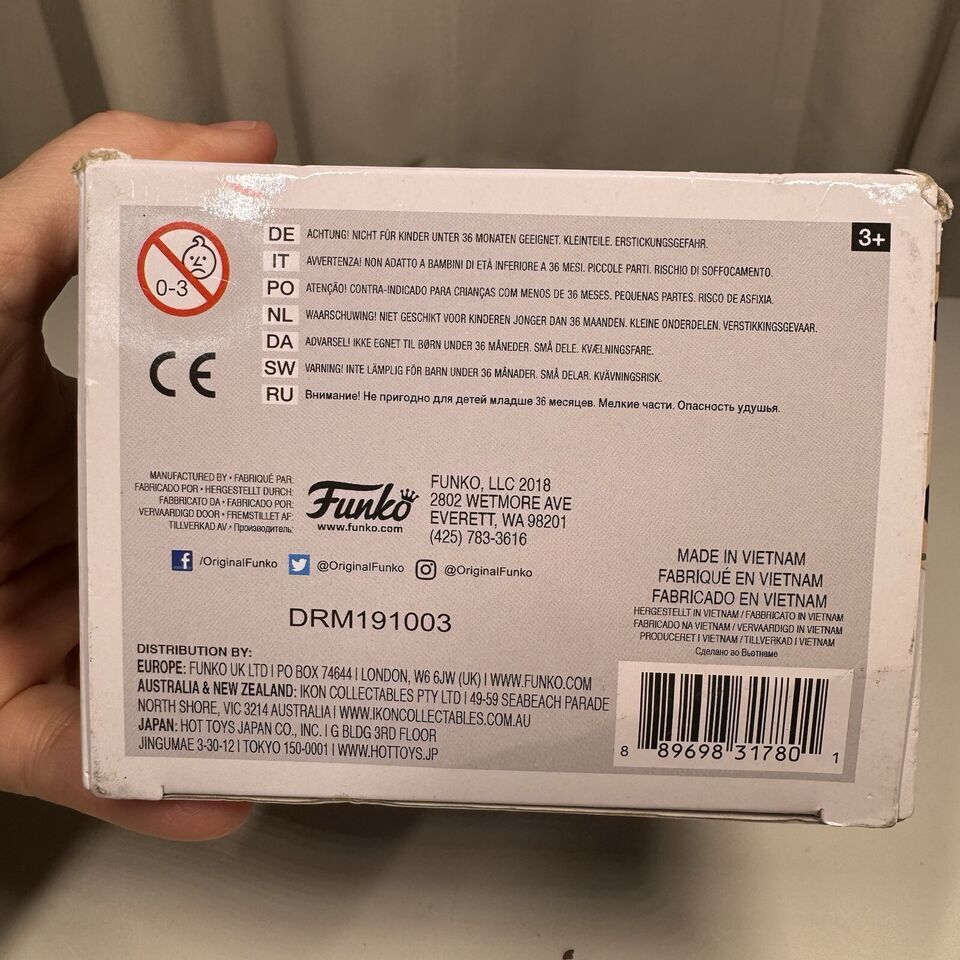 0-3
3+
DE ACHTUNG! NICHT FÜR KINDER UNTER 36 MONATEN GEEIGNET. KLEINTEILE. ERSTICKUNGSGEFAHR.
IT AVVERTENZA! NON ADATTO A BAMBINI DI ETÀ INFERIORE A 36 MESI. PICCOLE PARTI. RISCHIO DI SOFFOCAMENTO.
PO ATENÇÃO! CONTRA-INDICADO PARA CRIANÇAS COM MENOS DE 36 MESES. PEQUENAS PARTES. RISCO DE ASFIXIA.
NL WAARSCHUWING! NIET GESCHIKT VOOR KINDEREN JONGER DAN 36 MAANDEN. KLEINE ONDERDELEN. VERSTIKKINGSGEVAAR.
DA ADVARSEL! IKKE EGNET TIL BØRN UNDER 36 MÅNEDER. SMÅ DELE. KVÆLNINGSFARE.
SW VARNING! INTE LÄMPLIG FÖR BARN UNDER 36 MÅNADER. SMÅ DELAR. KVÄVNINGSRISK.
RU Внимание! Не пригодно для детей младше 36 месяцев. Мелкие части. Опасность удушья.
CE
MANUFACTURED BY • FABRIQUÉ PAR:
FABRICADO POR • HERGESTELLT DURCH:
FABBRICATO DA • FABRICADO POR:
VERVAARDIGD DOOR • FREMSTILLET AF:
TILLVERKAD AV • Производитель:
Funko
www.funko.com
FUNKO, LLC 2018
2802 WETMORE AVE
EVERETT, WA 98201
(425) 783-3616
f /OriginalFunko @OriginalFunko @OriginalFunko
DRM191003
MADE IN VIETNAM
FABRIQUÉ EN VIETNAM
FABRICADO EN VIETNAM
HERGESTELLT IN VIETNAM / FABBRICATO IN VIETNAM
FABRICADO NA VIETNAM / VERVAARDIGD IN VIETNAM
PRODUCERET I VIETNAM / TILLVERKAD I VIETNAM
Сделано во Вьетнаме
DISTRIBUTION BY:
EUROPE: FUNKO UK LTD | PO BOX 74644 | LONDON, W6 6JW (UK) | WWW.FUNKO.COM
AUSTRALIA & NEW ZEALAND: IKON COLLECTABLES PTY LTD | 49-59 SEABEACH PARADE
NORTH SHORE, VIC 3214 AUSTRALIA | WWW.IKONCOLLECTABLES.COM.AU
JAPAN: HOT TOYS JAPAN CO., INC. | G BLDG 3RD FLOOR
JINGUMAE 3-30-12 | TOKYO 150-0001 | WWW.HOTTOYS.JP
8 89698 31780 1